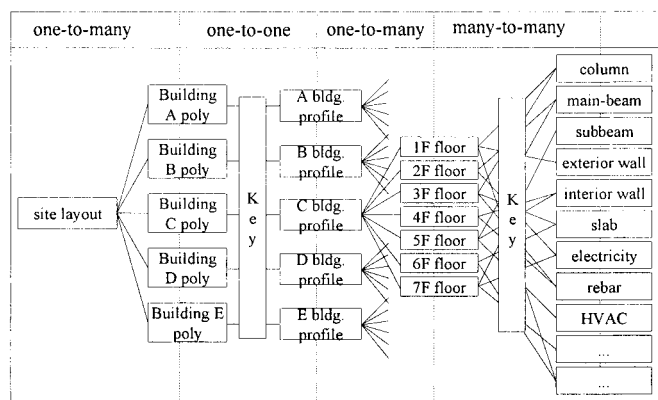 one-to-many
one-to-one
one-to-many
many-to-many
site layout
Building
A poly
Building
B poly
Building
C poly
Building
D poly
Building E
poly
K
e
y
A bldg.
profile
B bldg.
profile
C bldg.
profile
D bldg.
profile
E bldg.
profile
1F floor
2F floor
3F floor
4F floor
5F floor
6F floor
7F floor
K
e
y
column
main-beam
subbeam
exterior wall
interior wall
slab
electricity
rebar
HVAC
...
...